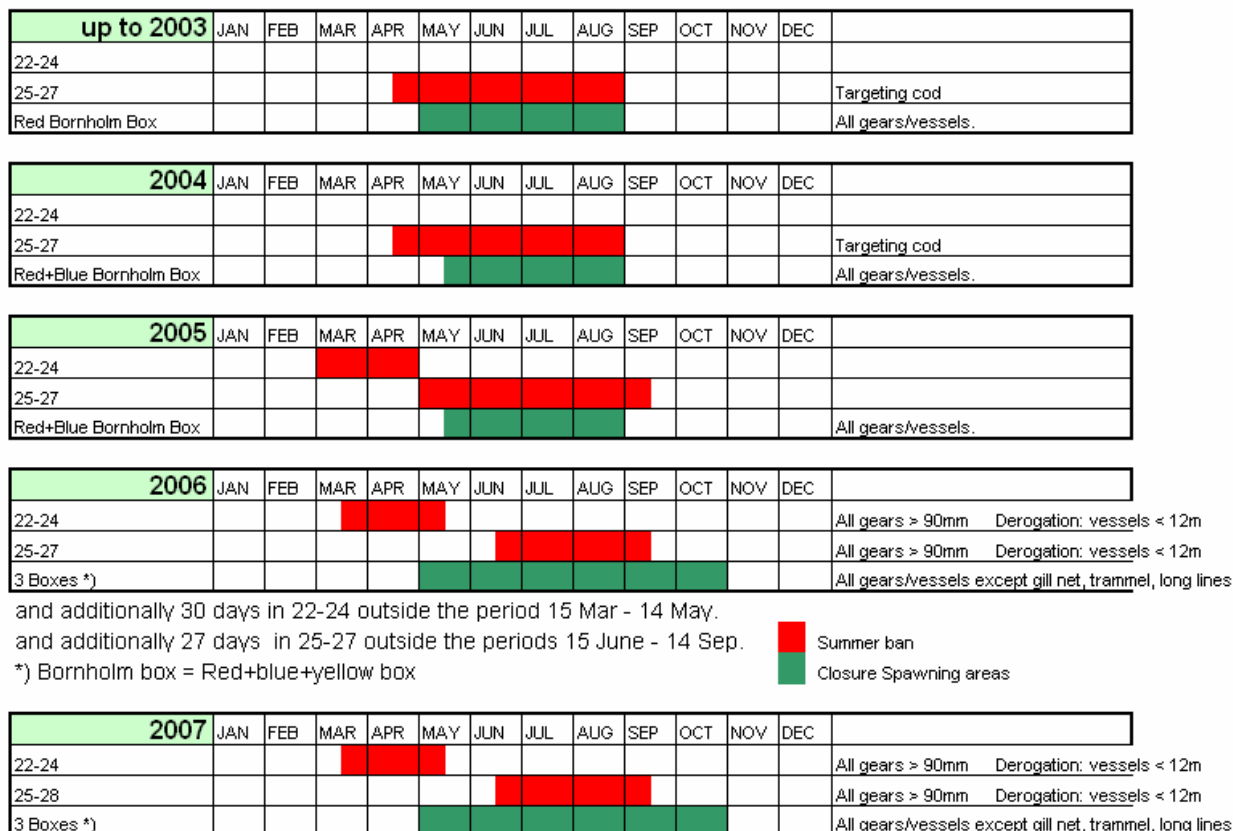 up to 2003 JAN FEB MAR APR MAY JUN JUL AUG SEP OCT NOV DEC
22-24
25-27 Targeting cod
Red Bornholm Box All gears/vessels.
2004 JAN FEB MAR APR MAY JUN JUL AUG SEP OCT NOV DEC
22-24
25-27 Targeting cod
Red+Blue Bornholm Box All gears/vessels.
2005 JAN FEB MAR APR MAY JUN JUL AUG SEP OCT NOV DEC
22-24
25-27
Red+Blue Bornholm Box All gears/vessels.
2006 JAN FEB MAR APR MAY JUN JUL AUG SEP OCT NOV DEC
22-24 All gears > 90mm Derogation: vessels < 12m
25-27 All gears > 90mm Derogation: vessels < 12m
3 Boxes *) All gears/vessels except gill net, trammel, long lines
and additionally 30 days in 22-24 outside the period 15 Mar - 14 May.
and additionally 27 days in 25-27 outside the periods 15 June - 14 Sep.
*) Bornholm box = Red+blue+yellow box
Summer ban
Closure Spawning areas
2007 JAN FEB MAR APR MAY JUN JUL AUG SEP OCT NOV DEC
22-24 All gears > 90mm Derogation: vessels < 12m
25-28 All gears > 90mm Derogation: vessels < 12m
3 Boxes *) All gears/vessels except gill net, trammel, long lines